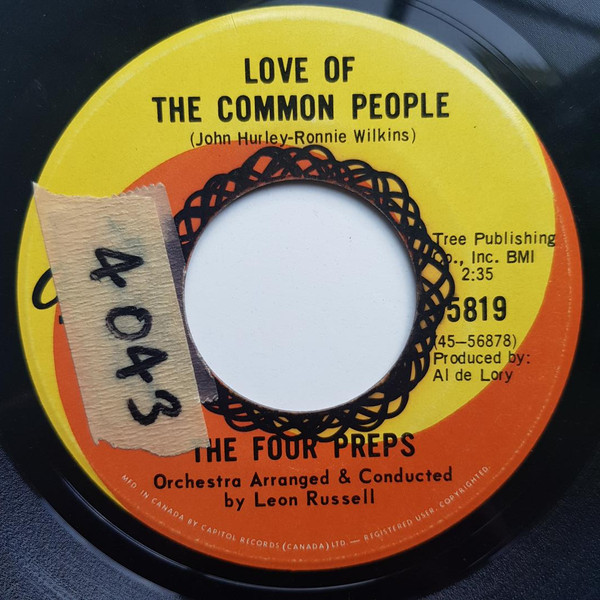 LOVE OF
THE COMMON PEOPLE
(John Hurley-Ronnie Wilkins)
Tree Publishing
Co., Inc. BMI
2:35
5819
(45-56878)
Produced by:
Al de Lory
4043
THE FOUR PREPS
Orchestra Arranged & Conducted
by Leon Russell
MFD. IN CANADA BY CAPITOL RECORDS (CANADA) LTD. — REGISTERED USER. COPYRIGHTED.